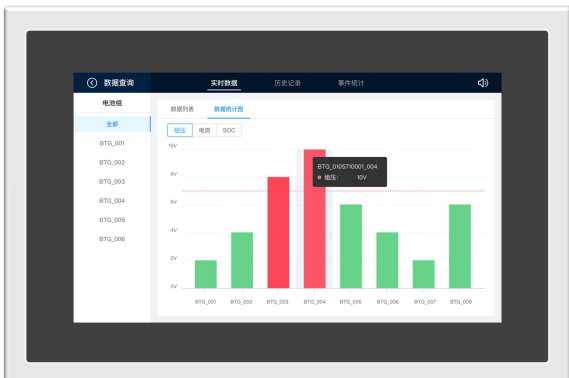 数据查询
实时数据 历史记录 事件统计
电池组
全部
BTG_001
BTG_002
BTG_003
BTG_004
BTG_005
BTG_006
数据列表 数据统计图
组压 电流 SOC
10V
8V
6V
4V
2V
0V
BTG_0105710001_004
组压: 10V
BTG_001 BTG_002 BTG_003 BTG_004 BTG_005 BTG_006 BTG_007 BTG_008